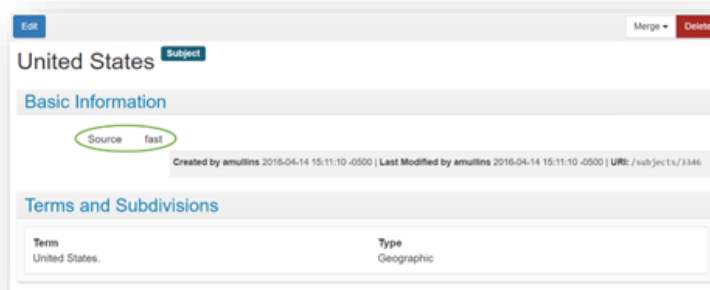 Edit Merge Delete
United States Subject
Basic Information
Source fast
Created by amullins 2016-04-14 15:11:10 -0500 | Last Modified by amullins 2016-04-14 15:11:10 -0500 | URI: /subjects/3346
Terms and Subdivisions
Term Type
United States. Geographic